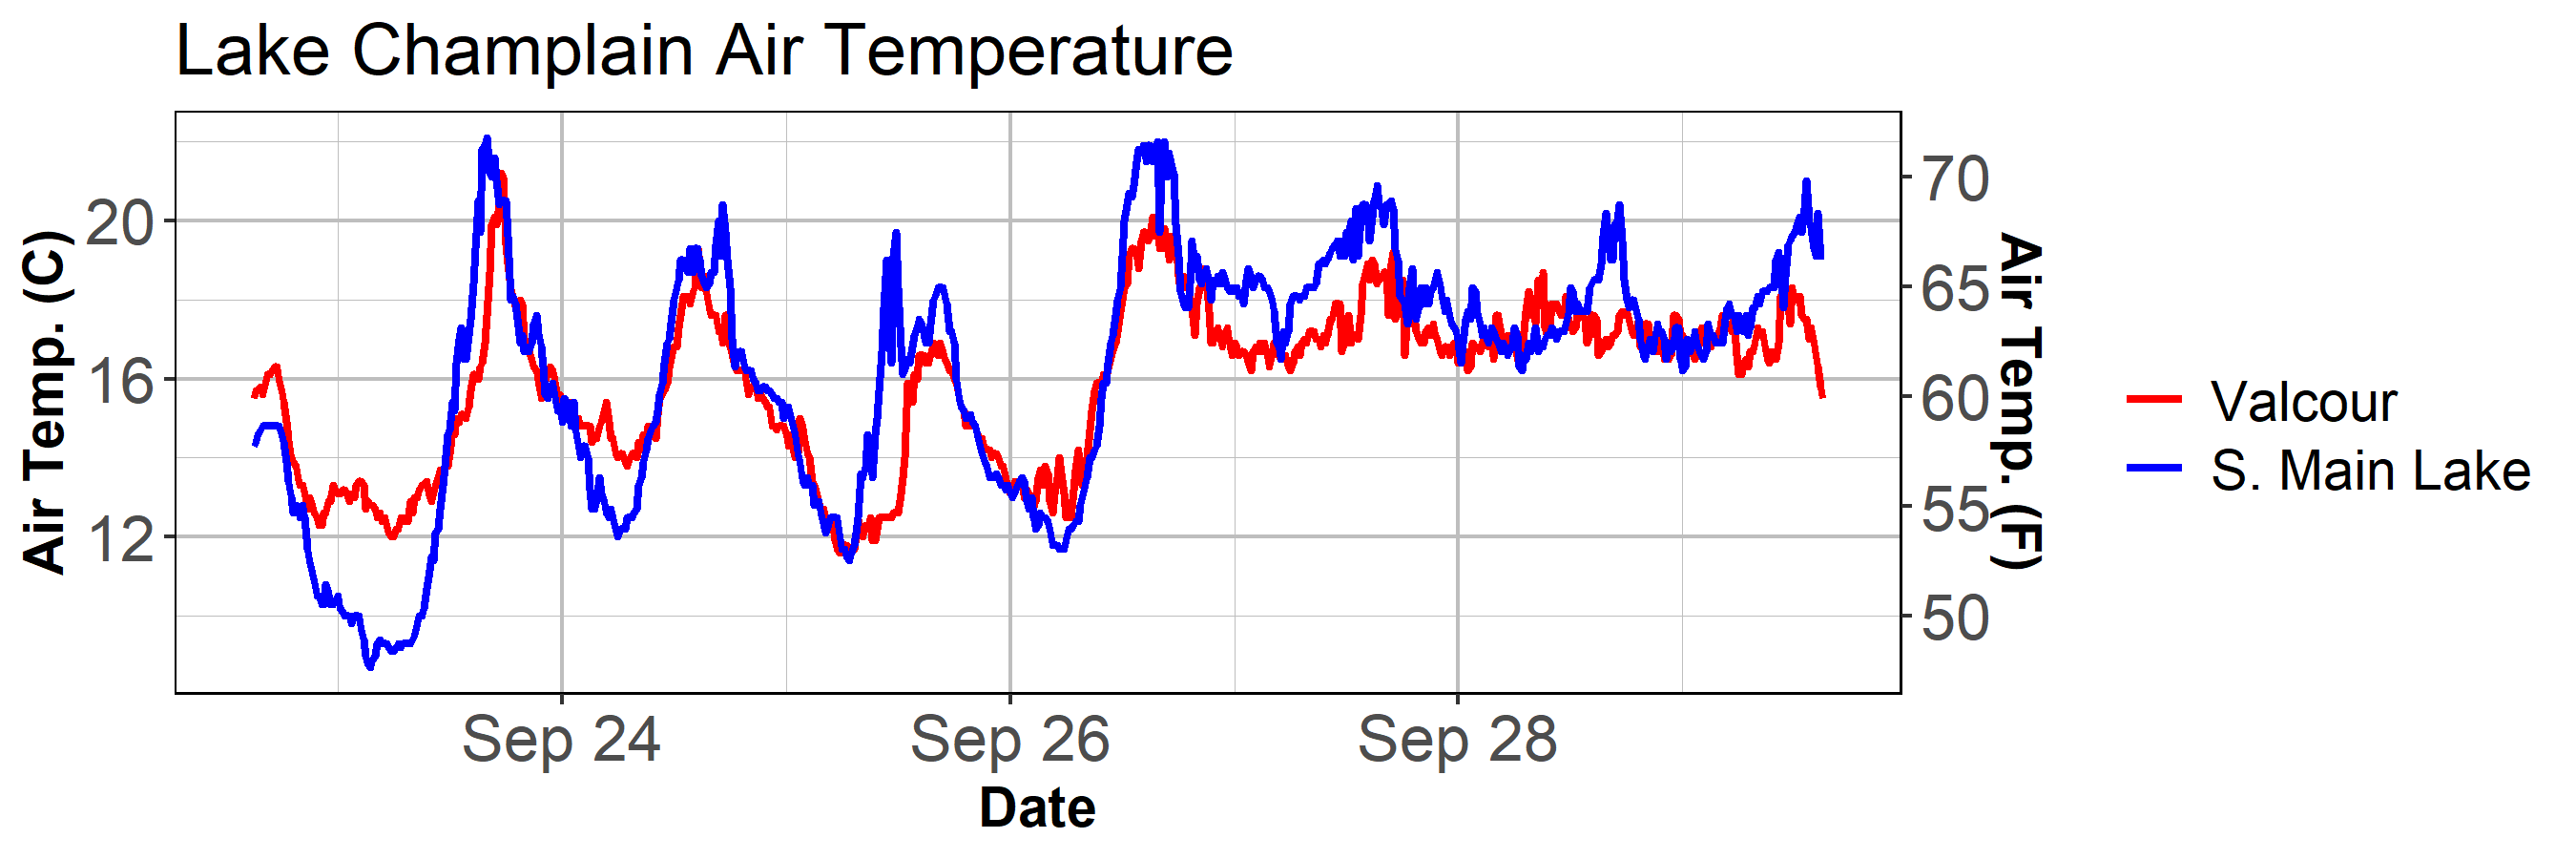 Lake Champlain Air Temperature
Air Temp. (C)
20
16
12
70
65
60
55
50
Air Temp. (F)
Sep 24
Sep 26
Sep 28
Date
Valcour
S. Main Lake